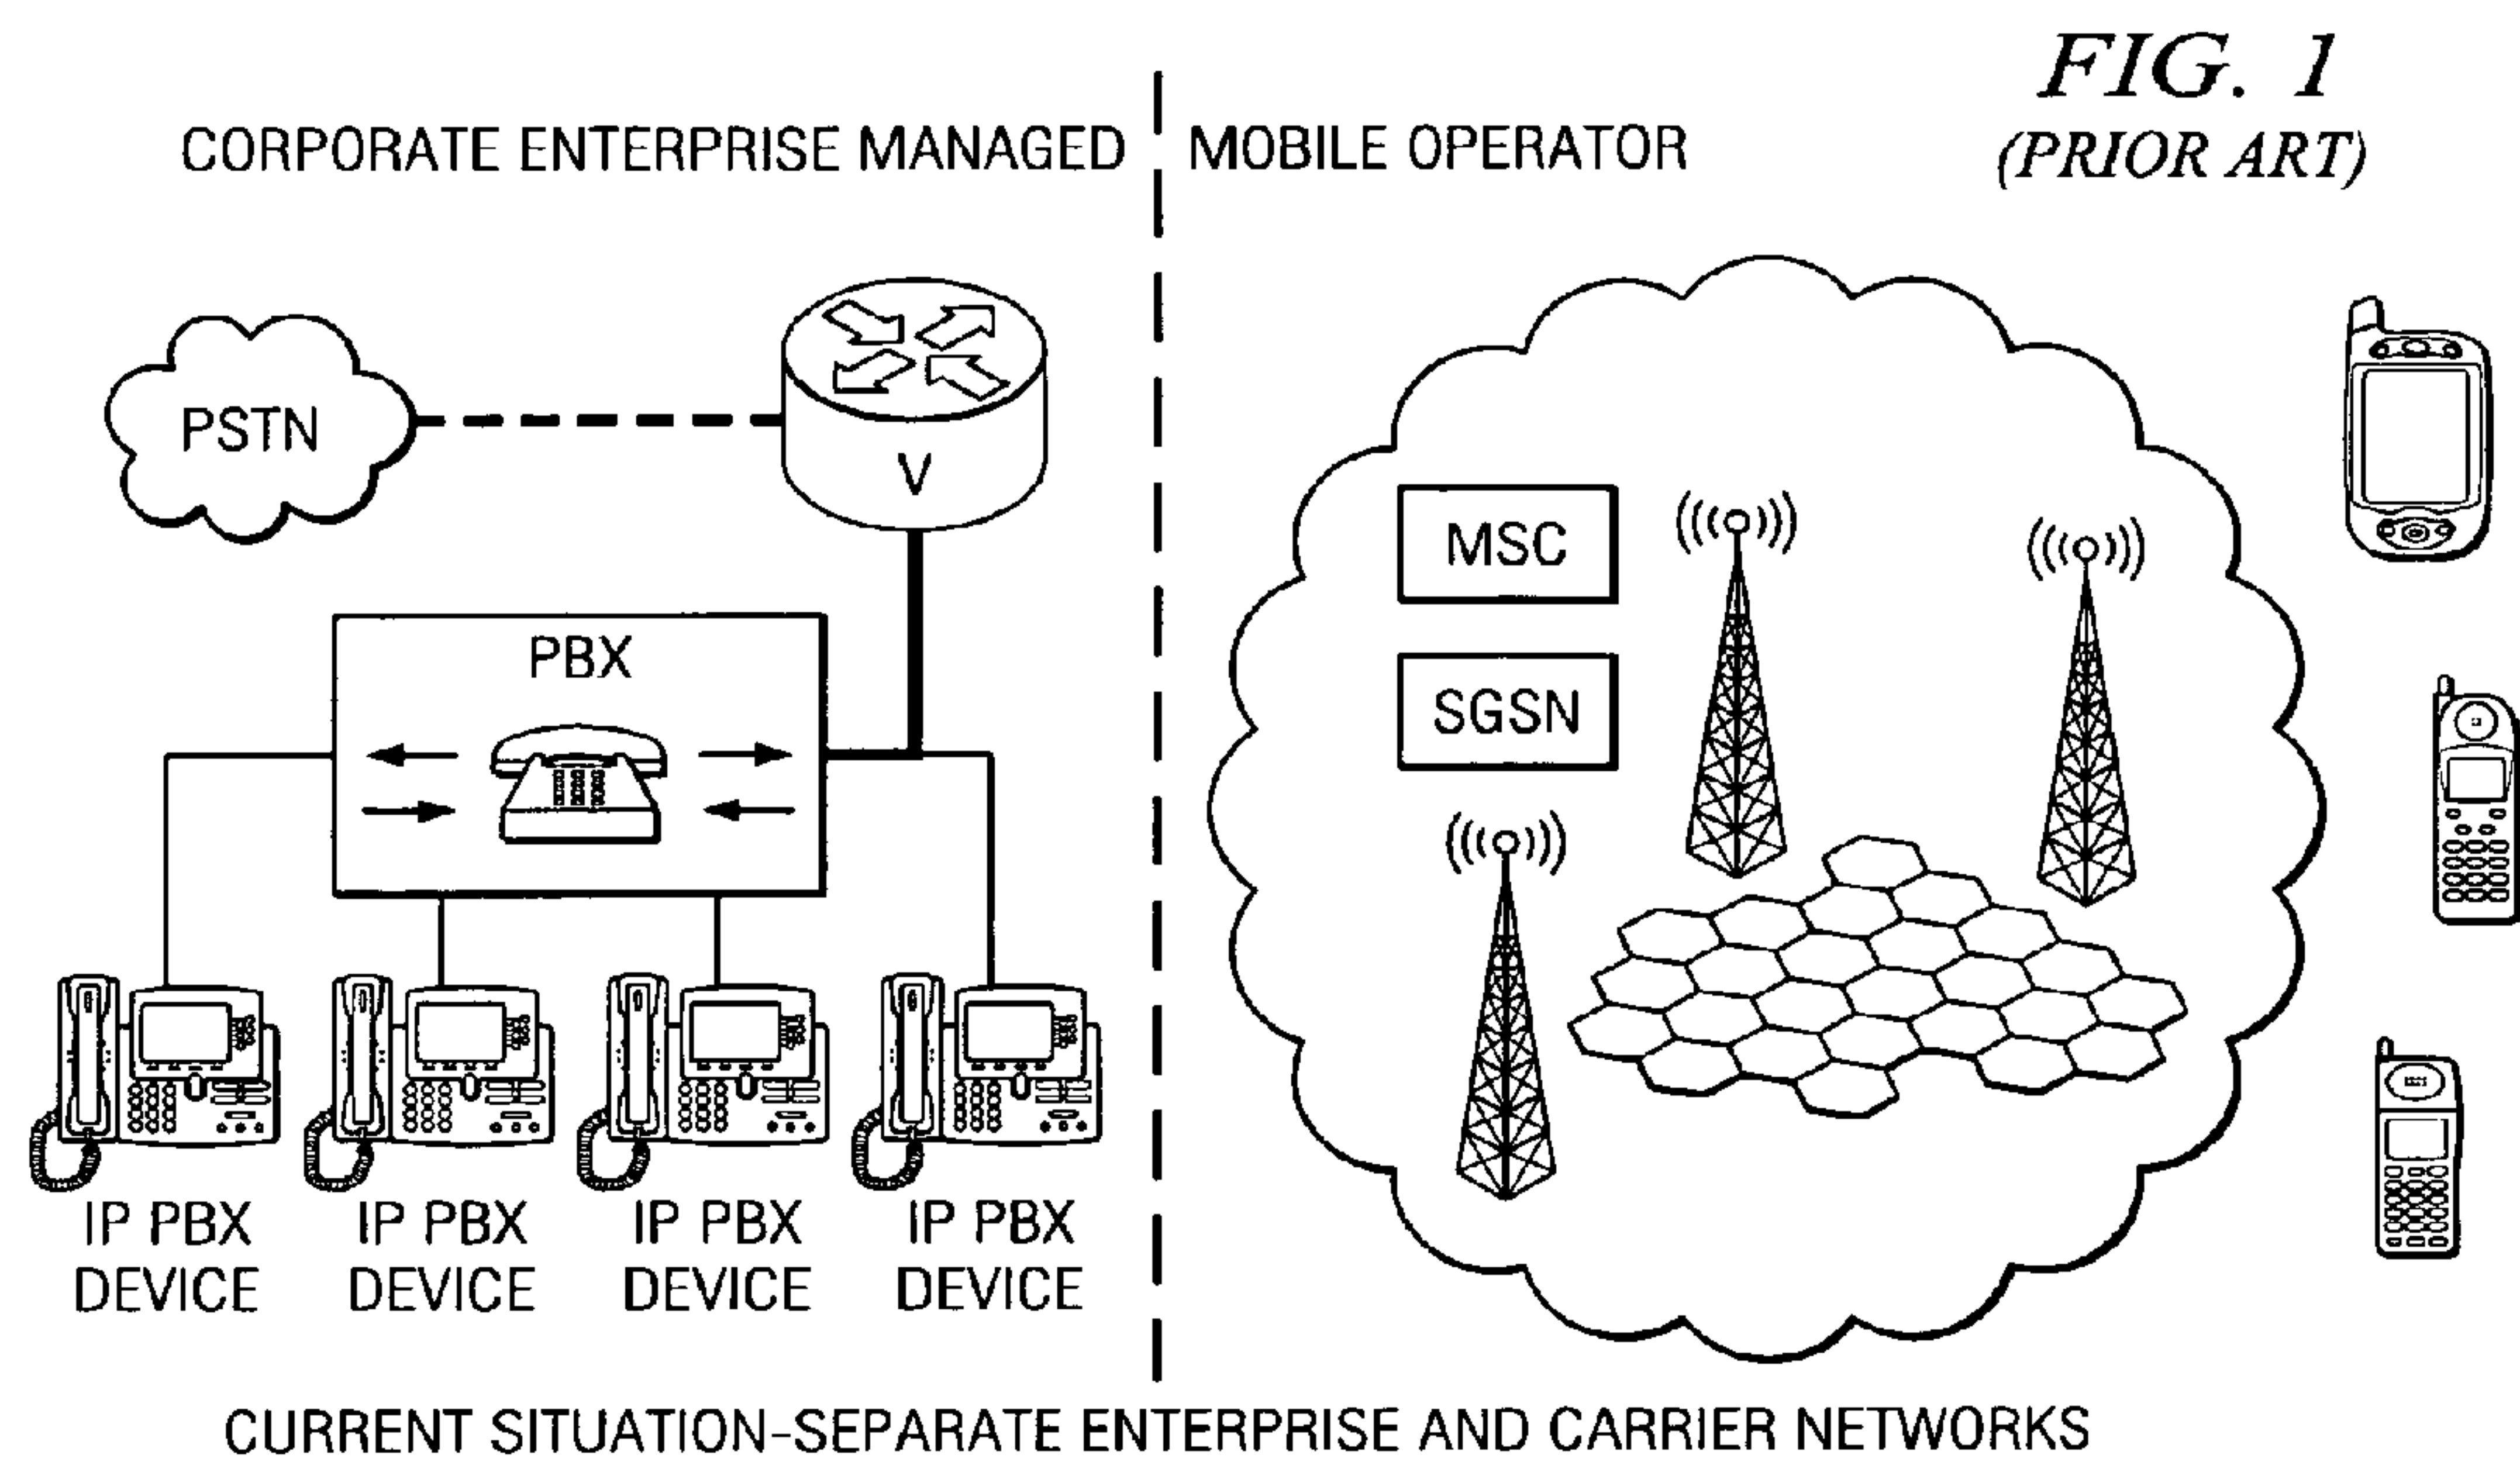 FIG. 1
(PRIOR ART)
CORPORATE ENTERPRISE MANAGED
MOBILE OPERATOR
PSTN
V
MSC
PBX
SGSN
IP PBX
DEVICE
IP PBX
DEVICE
IP PBX
DEVICE
IP PBX
DEVICE
CURRENT SITUATION-SEPARATE ENTERPRISE AND CARRIER NETWORKS